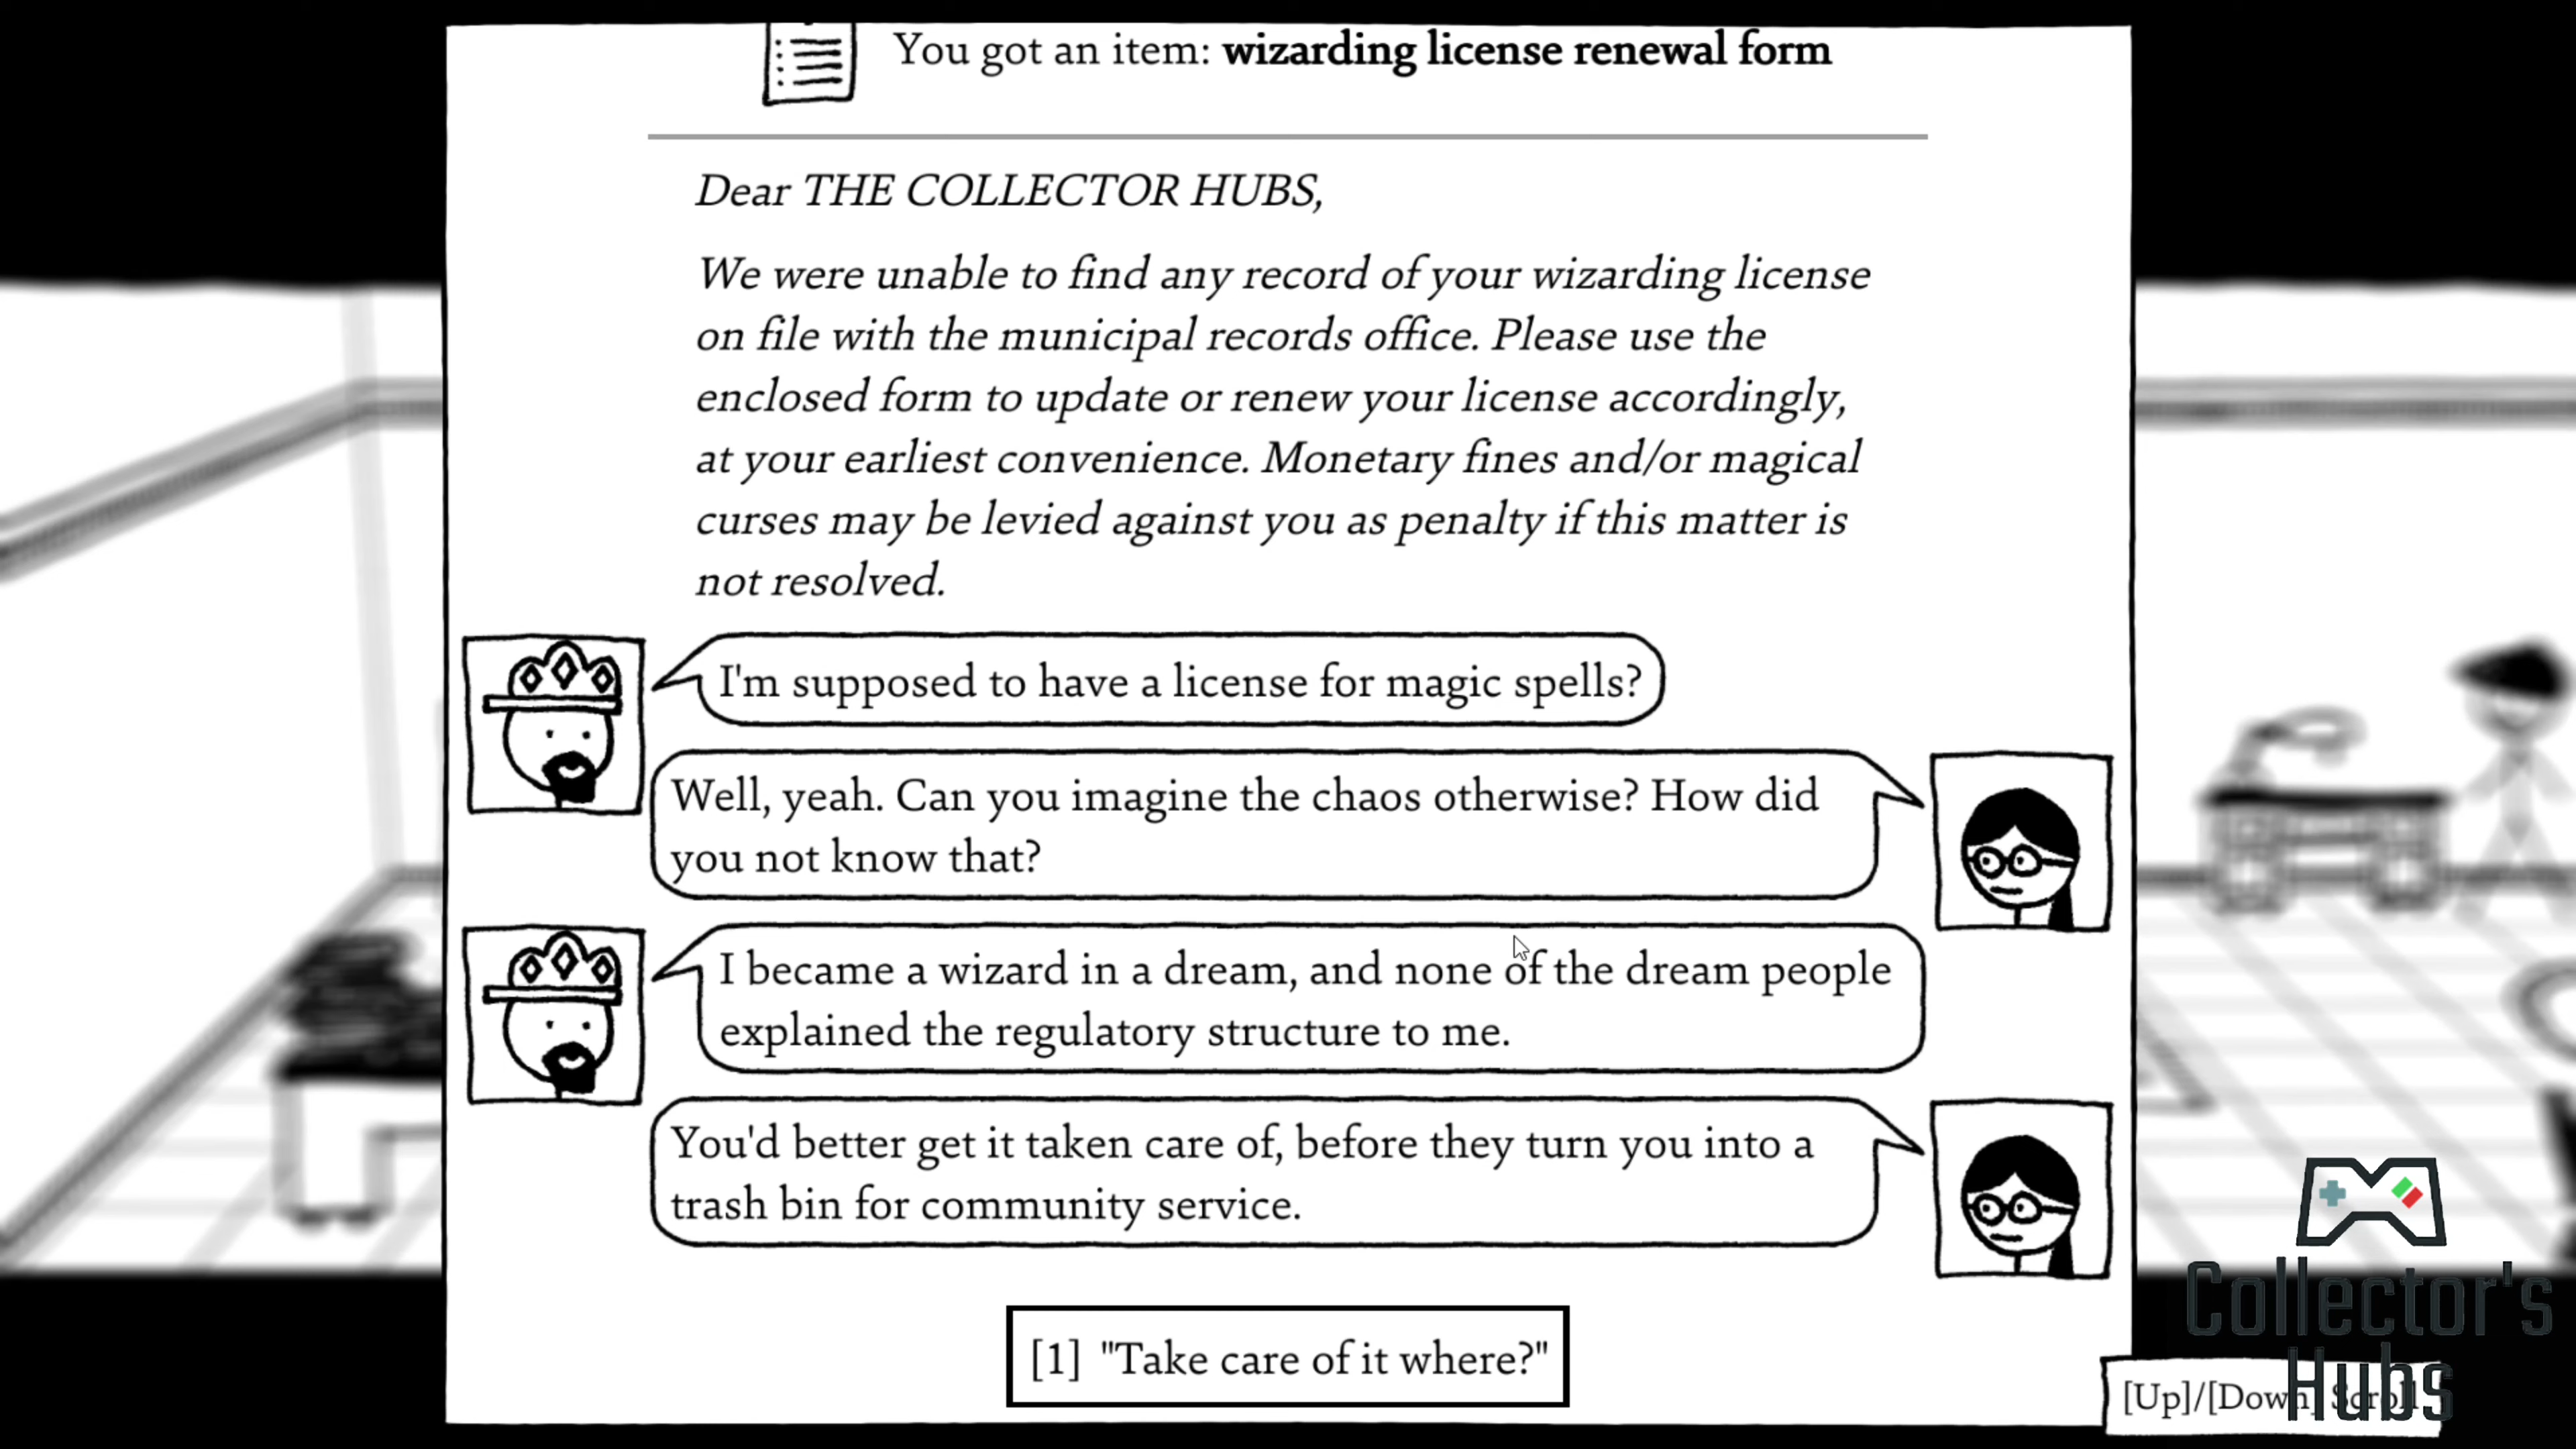 You got an item: wizarding license renewal form
Dear THE COLLECTOR HUBS,
We were unable to find any record of your wizarding license
on file with the municipal records office. Please use the
enclosed form to update or renew your license accordingly,
at your earliest convenience. Monetary fines and/or magical
curses may be levied against you as penalty if this matter is
not resolved.
I'm supposed to have a license for magic spells?
Well, yeah. Can you imagine the chaos otherwise? How did
you not know that?
I became a wizard in a dream, and none of the dream people
explained the regulatory structure to me.
You'd better get it taken care of, before they turn you into a
trash bin for community service.
[1] "Take care of it where?"
[Up]/[Down] Scroll
Collector's
Hubs